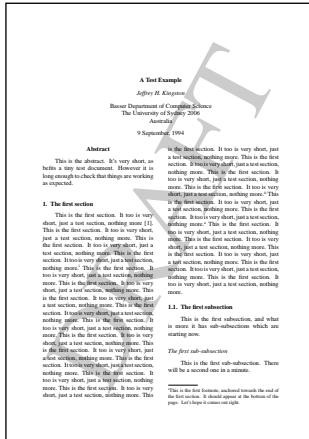 A Test Example
Jeffrey H. Kingston
Basser Department of Computer Science
The University of Sydney 2006
Australia
9 September, 1994
Abstract
This is the abstract. It's very short, as
befits a tiny test document. However it is
long enough to check that things are working
as expected.
1. The first section
This is the first section. It too is very
short, just a test section, nothing more [1].
This is the first section. It too is very
short, just a test section, nothing more. This is
the first section. It too is very short, just a
test section, nothing more. This is the first
section. It too is very short, just a test section,
nothing more. This is the first section. It
too is very short, just a test section, nothing
more. This is the first section. It too is very
short, just a test section, nothing more. This
is the first section. It too is very short, just
a test section, nothing more. This is the first
section. It too is very short, just a test section,
nothing more. This is the first section. It too
is very short, just a test section, nothing
more. This is the first section. It too is very
short, just a test section, nothing more. This
is the first section. It too is very short, just
a test section, nothing more. This is the first
section. It too is very short, just a test section,
nothing more. This is the first section. It
too is very short, just a test section, nothing
more. This is the first section. It too is very
short, just a test section, nothing more. This
is the first section. It too is very short, just
a test section, nothing more. This is the first
section. It too is very short, just a test section,
nothing more. This is the first section. It
too is very short, just a test section, nothing
more. This is the first section. It too is very
short, just a test section, nothing more. This
is the first section. It too is very short, just
a test section, nothing more. This is the first
section. It too is very short, just a test section,
nothing more. This is the first section. It
too is very short, just a test section, nothing
more.
1.1. The first subsection
This is the first subsection, and what
is more it has sub-subsections which are
starting now.
The first sub-subsection
This is the first sub-subsection. There
will be a second one in a minute.
This is the first footnote, anchored towards the end of
the first section. It should appear at the bottom of the
page. Let's hope it comes out right.
DRAFT